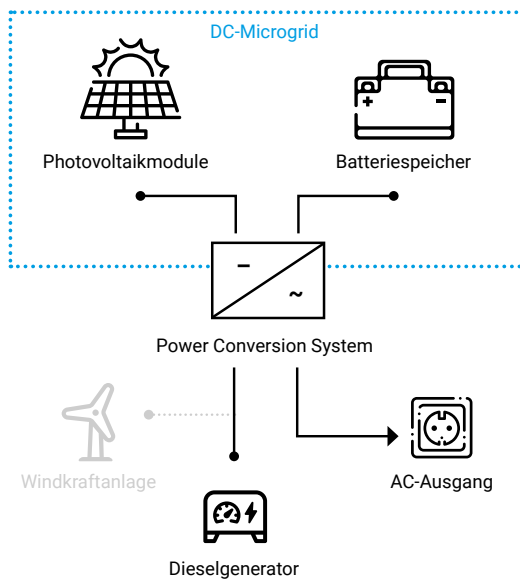 DC-Microgrid
Photovoltaikmodule
Batteriespeicher
Power Conversion System
Windkraftanlage
AC-Ausgang
Dieselgenerator